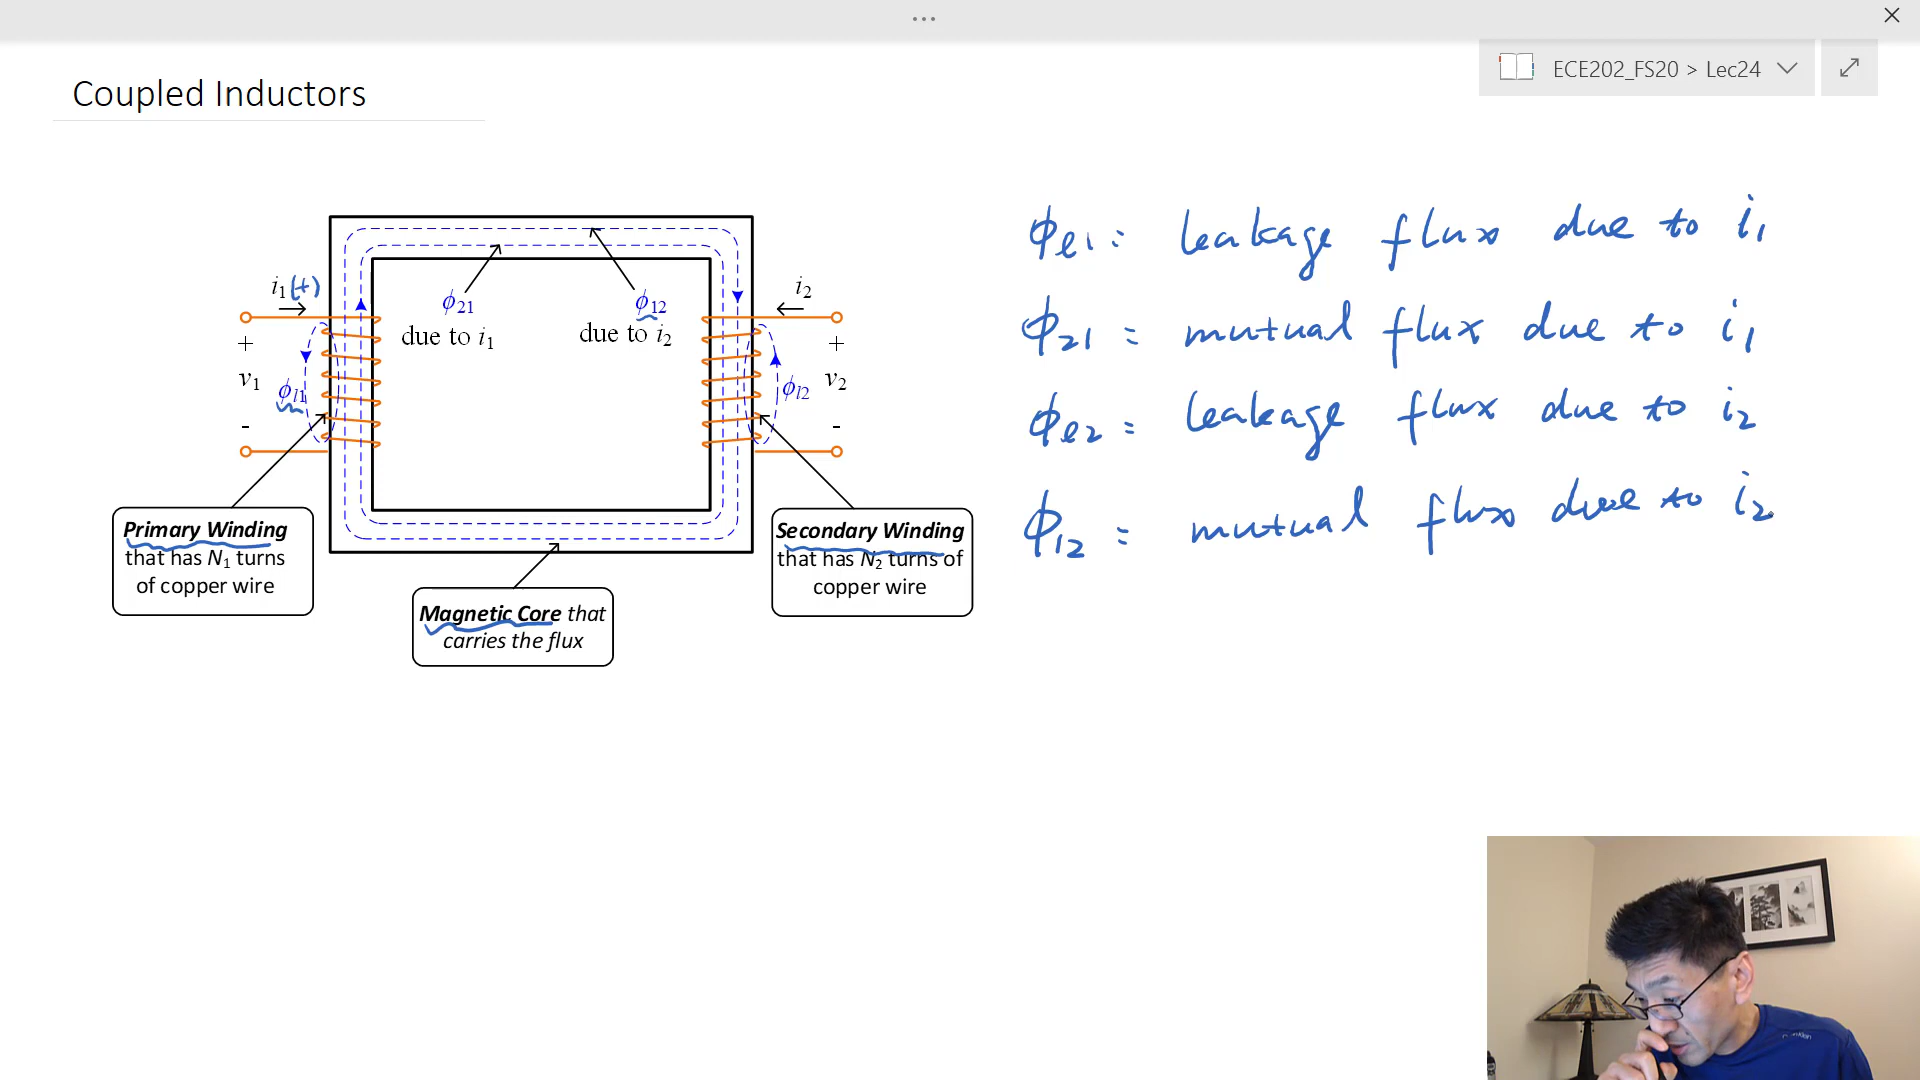 ECE202_FS20 > Lec24
Coupled Inductors
i1(+)
i2
ϕ21
due to i1
ϕ12
due to i2
+
v1
-
ϕl1
+
v2
-
ϕl2
Primary Winding
that has N1 turns
of copper wire
Secondary Winding
that has N2 turns of
copper wire
Magnetic Core that
carries the flux
ϕℓ1 : leakage flux due to i1
ϕ21 : mutual flux due to i1
ϕℓ2 : leakage flux due to i2
ϕ12 : mutual flux due to i2